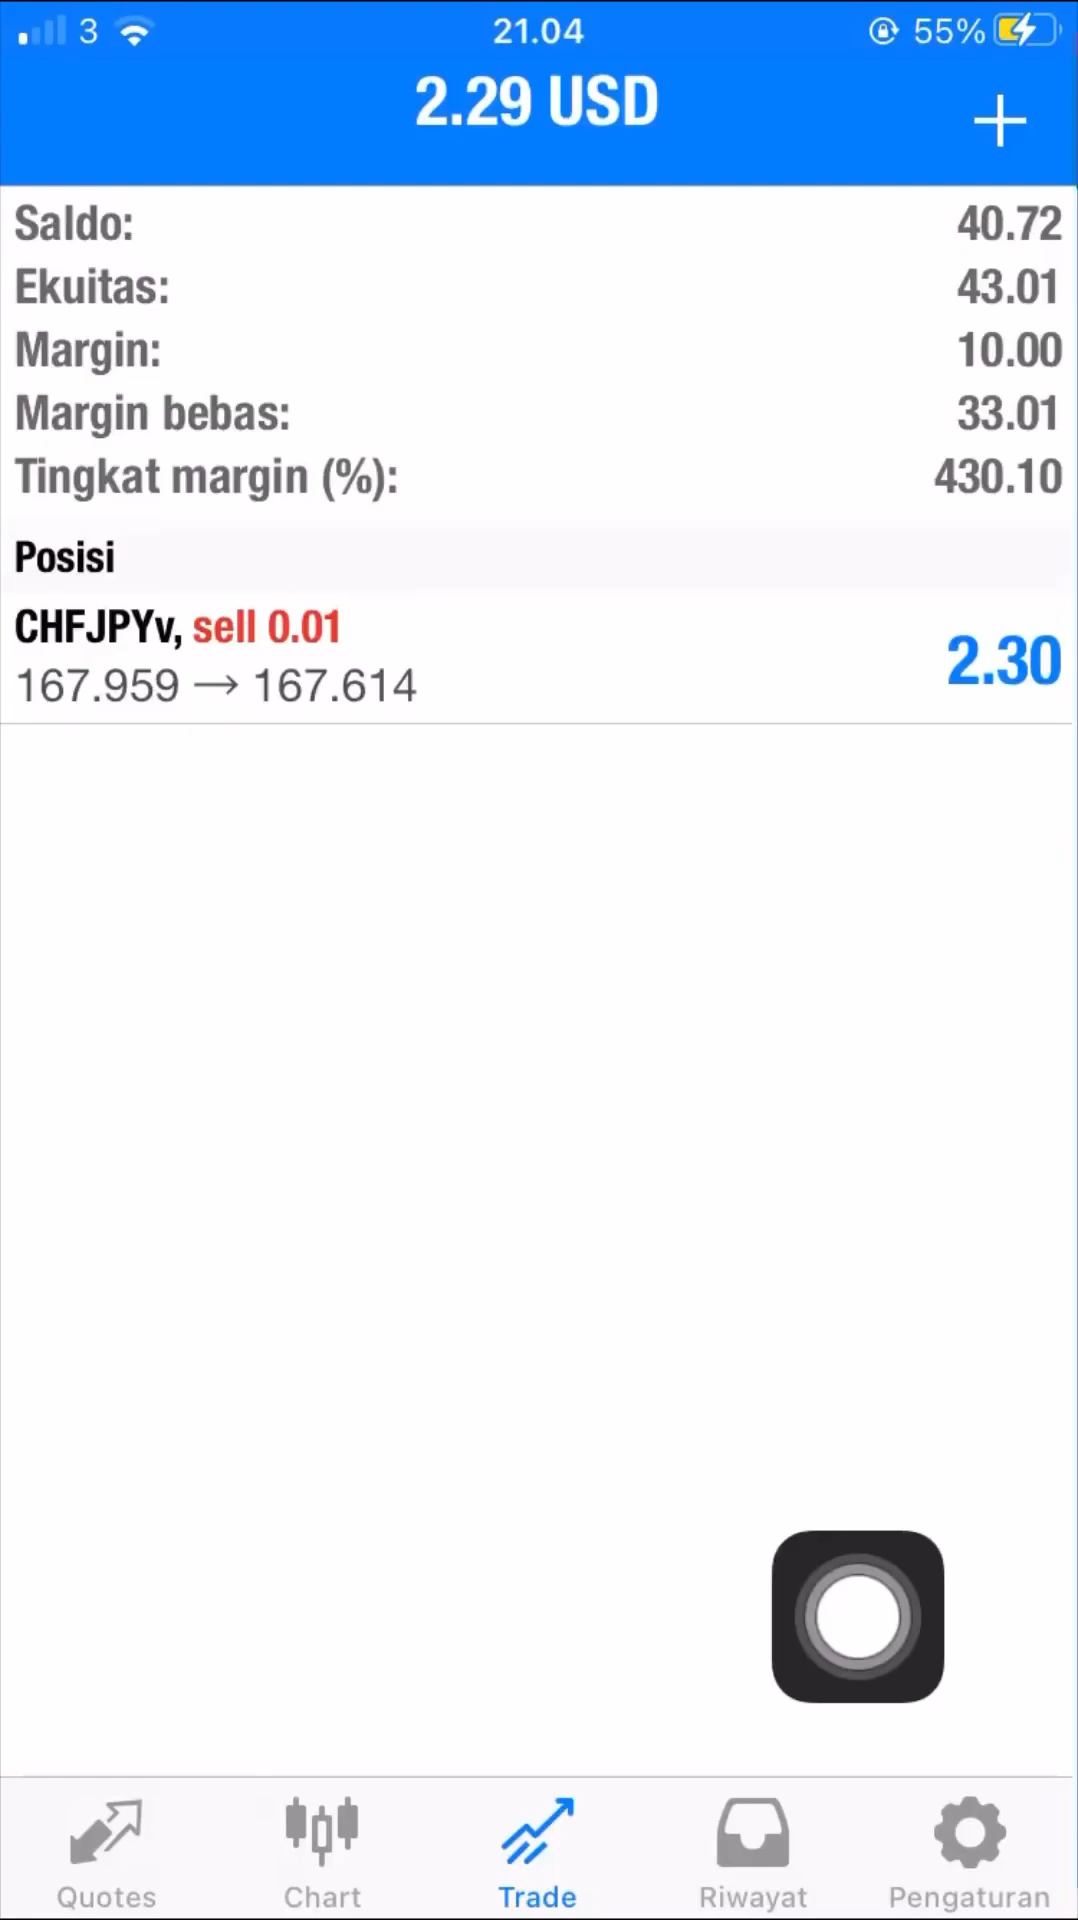 3 21.04 55%
2.29 USD
Saldo: 40.72
Ekuitas: 43.01
Margin: 10.00
Margin bebas: 33.01
Tingkat margin (%): 430.10
Posisi
CHFJPYv, sell 0.01
167.959 → 167.614 2.30
Quotes Chart Trade Riwayat Pengaturan